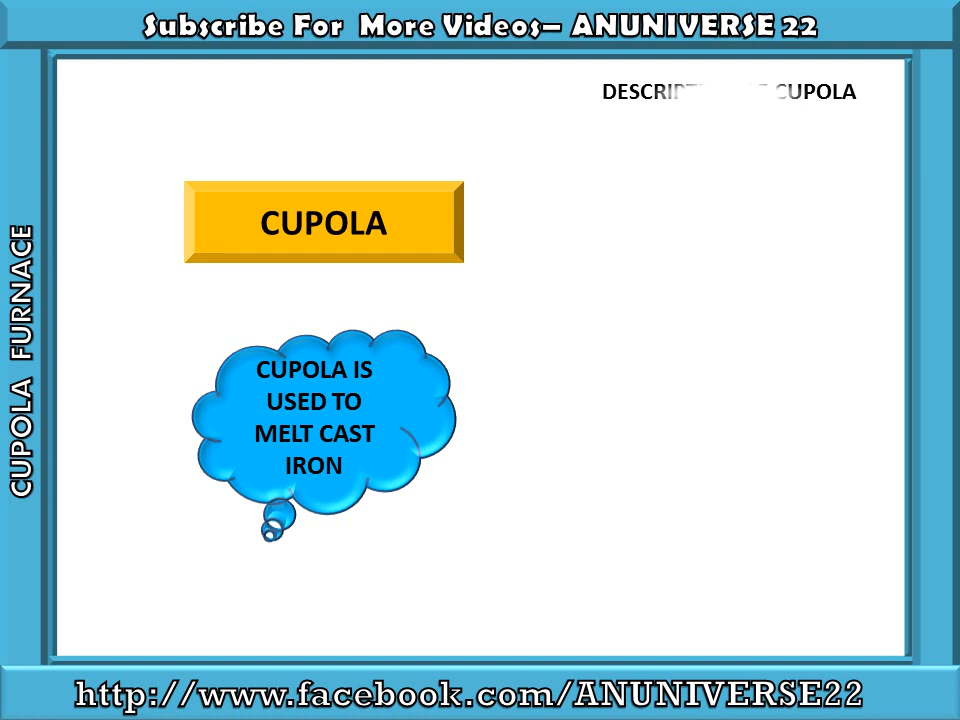 Subscribe For More Videos– ANUNIVERSE 22
CUPOLA
CUPOLA
CUPOLA IS
USED TO
MELT CAST
IRON
CUPOLA FURNACE
http://www.facebook.com/ANUNIVERSE22